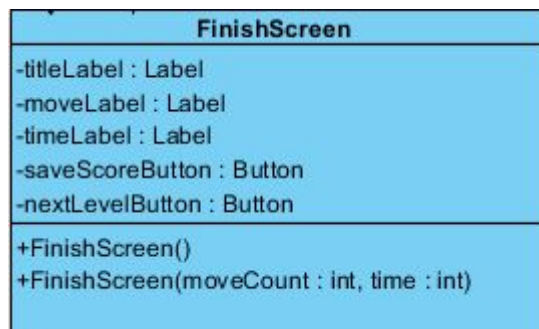 FinishScreen
-titleLabel : Label
-moveLabel : Label
-timeLabel : Label
-saveScoreButton : Button
-nextLevelButton : Button
+FinishScreen()
+FinishScreen(moveCount : int, time : int)